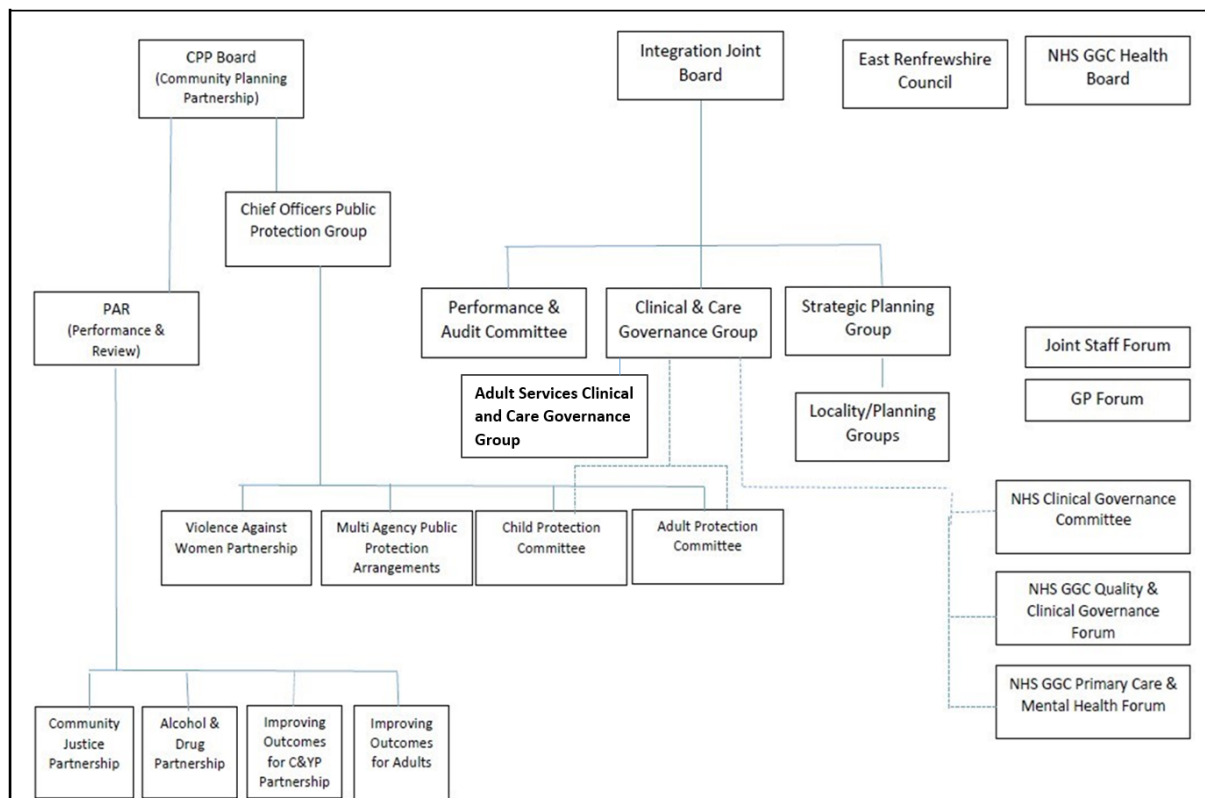 CPP Board
(Community Planning
Partnership)
Integration Joint
Board
East Renfrewshire
Council
NHS GGC Health
Board
Chief Officers Public
Protection Group
PAR
(Performance &
Review)
Performance &
Audit Committee
Clinical & Care
Governance Group
Strategic Planning
Group
Joint Staff Forum
GP Forum
Adult Services Clinical
and Care Governance
Group
Locality/Planning
Groups
Violence Against
Women Partnership
Multi Agency Public
Protection
Arrangements
Child Protection
Committee
Adult Protection
Committee
NHS Clinical Governance
Committee
NHS GGC Quality &
Clinical Governance
Forum
NHS GGC Primary Care &
Mental Health Forum
Community
Justice
Partnership
Alcohol &
Drug
Partnership
Improving
Outcomes
for C&YP
Partnership
Improving
Outcomes
for Adults